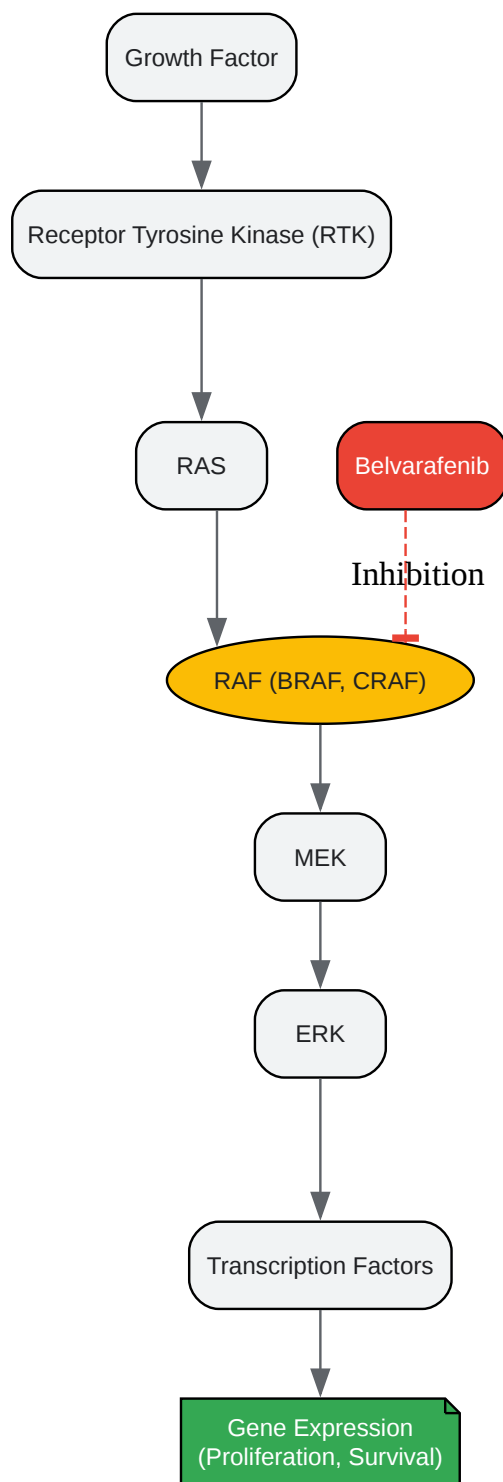 Growth Factor
Receptor Tyrosine Kinase (RTK)
RAS
Belvarafenib
Inhibition
RAF (BRAF, CRAF)
MEK
ERK
Transcription Factors
Gene Expression
(Proliferation, Survival)